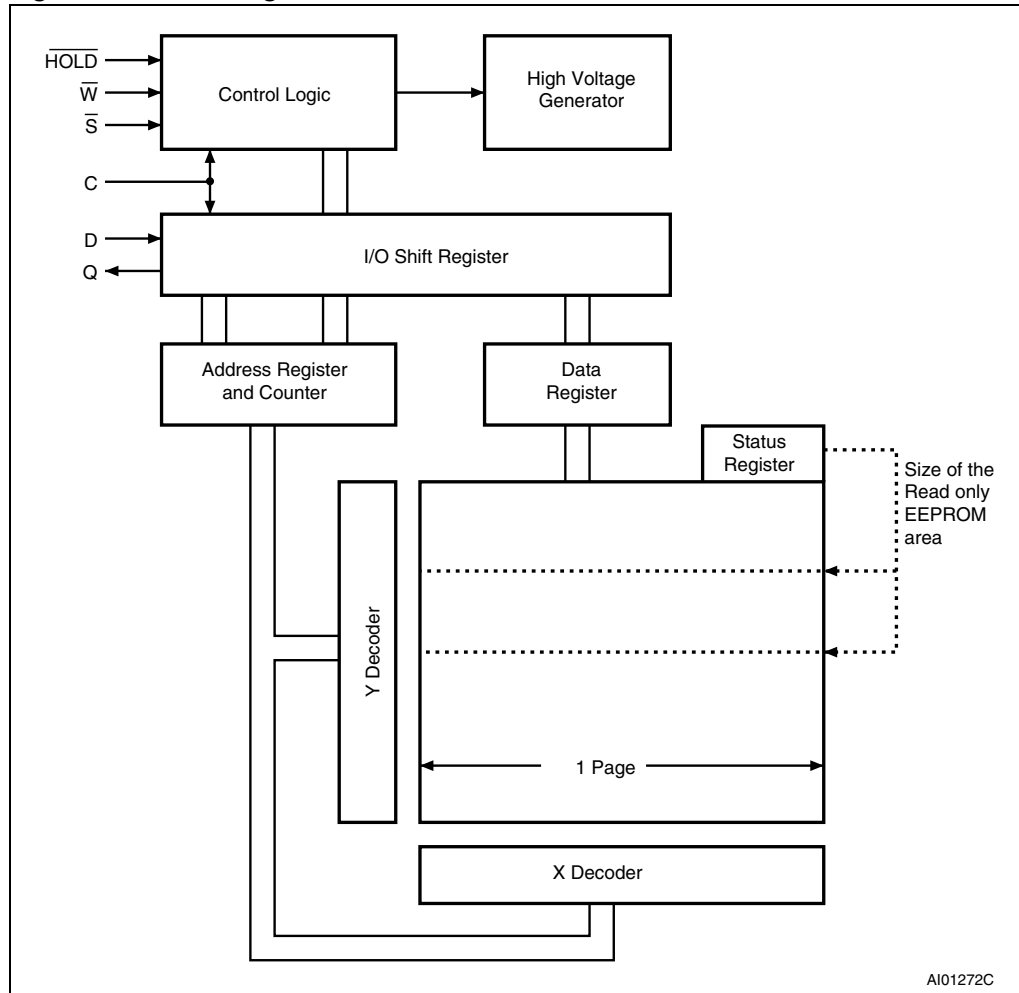 H̅O̅L̅D̅
W̅
S̅
C
D
Q
Control Logic
High Voltage
Generator
I/O Shift Register
Address Register
and Counter
Data
Register
Status
Register
Size of the
Read only
EEPROM
area
Y Decoder
1 Page
X Decoder
AI01272C